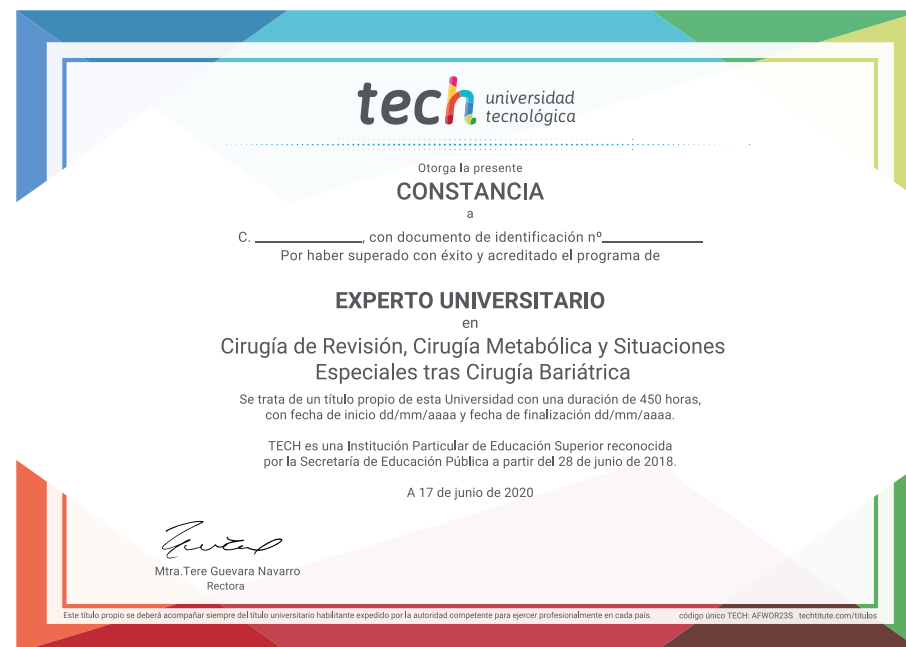 tech universidad
tecnológica
Otorga la presente
CONSTANCIA
a
C. ____________, con documento de identificación nº____________
Por haber superado con éxito y acreditado el programa de
EXPERTO UNIVERSITARIO
en
Cirugía de Revisión, Cirugía Metabólica y Situaciones
Especiales tras Cirugía Bariátrica
Se trata de un título propio de esta Universidad con una duración de 450 horas,
con fecha de inicio dd/mm/aaaa y fecha de finalización dd/mm/aaaa.
TECH es una Institución Particular de Educación Superior reconocida
por la Secretaría de Educación Pública a partir del 28 de junio de 2018.
A 17 de junio de 2020
Mtra.Tere Guevara Navarro
Rectora
Este título propio se deberá acompañar siempre del título universitario habilitante expedido por la autoridad competente para ejercer profesionalmente en cada país. código único TECH: AFWOR23S techtitute.com/titulos